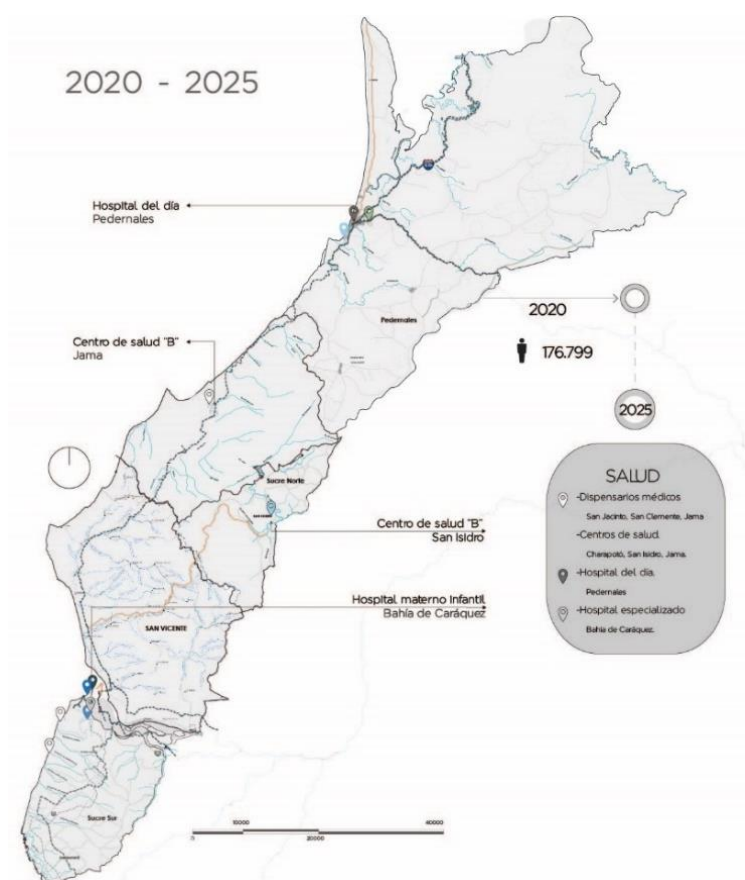 2020 - 2025
Hospital del día
Pedernales
2020
Pedernales
176.799
Centro de salud "B"
Jama
2025
SALUD
Sucre Norte
-Dispensarios médicos
San Jacinto, San Clemente, Jama
Centro de salud "B"
San Isidro
-Centros de salud.
Charapotó, San Isidro, Jama.
-Hospital del día.
Pedernales
Hospital materno Infantil
Bahía de Caráquez
-Hospital especializado
Bahía de Caráquez.
SAN VICENTE
Sucre Sur
10000
40000
0
20000